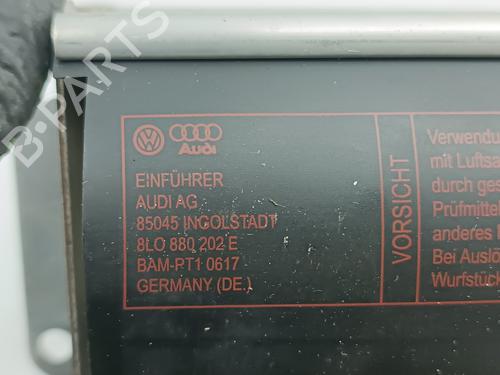 B-PARTS
Audi
EINFÜHRER
AUDI AG
85045 INGOLSTADT
8LO 880 202 E
BAM-PT1 0617
GERMANY (DE.)
VORSICHT
Verwendu
mit Luftsa
durch ges
Prüfmittel
anderes
Bei Auslö
Wurfstück